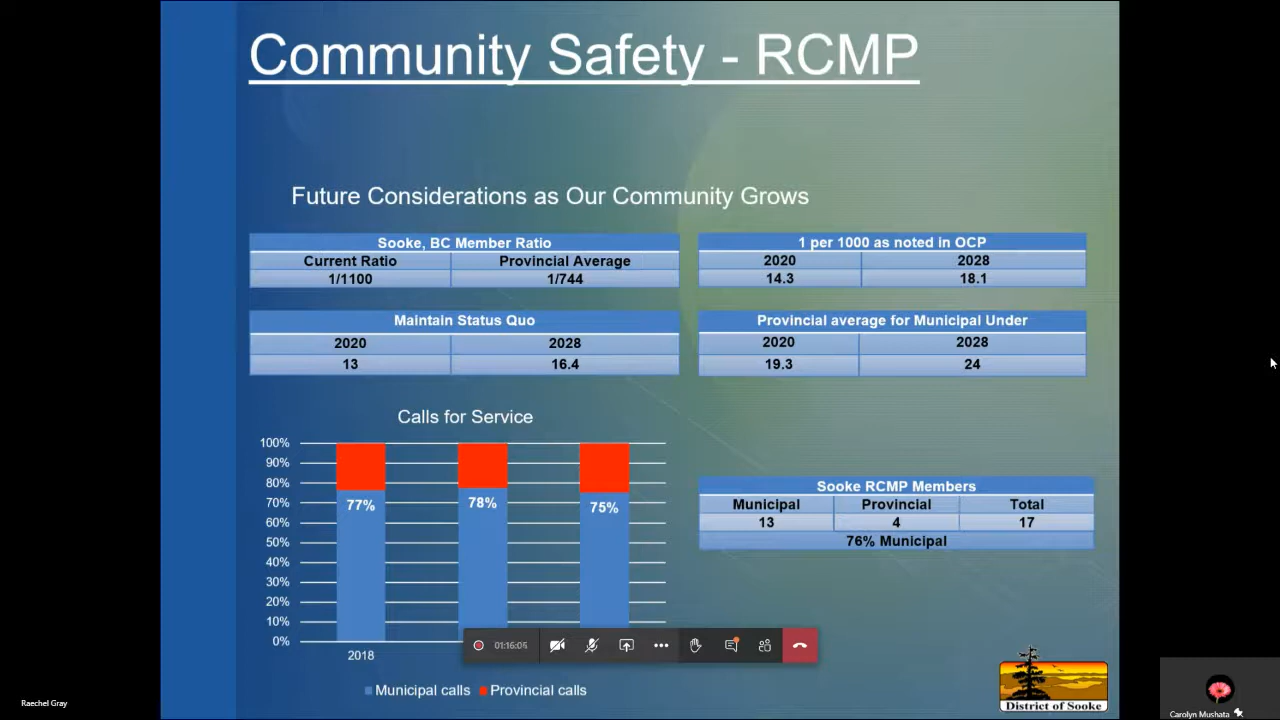 Community Safety - RCMP
Future Considerations as Our Community Grows
Sooke, BC Member Ratio
Current Ratio Provincial Average
1/1100 1/744
1 per 1000 as noted in OCP
2020 2028
14.3 18.1
Maintain Status Quo
2020 2028
13 16.4
Provincial average for Municipal Under
2020 2028
19.3 24
Calls for Service
100%
90%
80%
70%
60%
50%
40%
30%
20%
10%
0%
77% 78% 75%
2018
Municipal calls Provincial calls
Sooke RCMP Members
Municipal Provincial Total
13 4 17
76% Municipal
01:16:05
District of Sooke
Raechel Gray
Carolyn Mushata